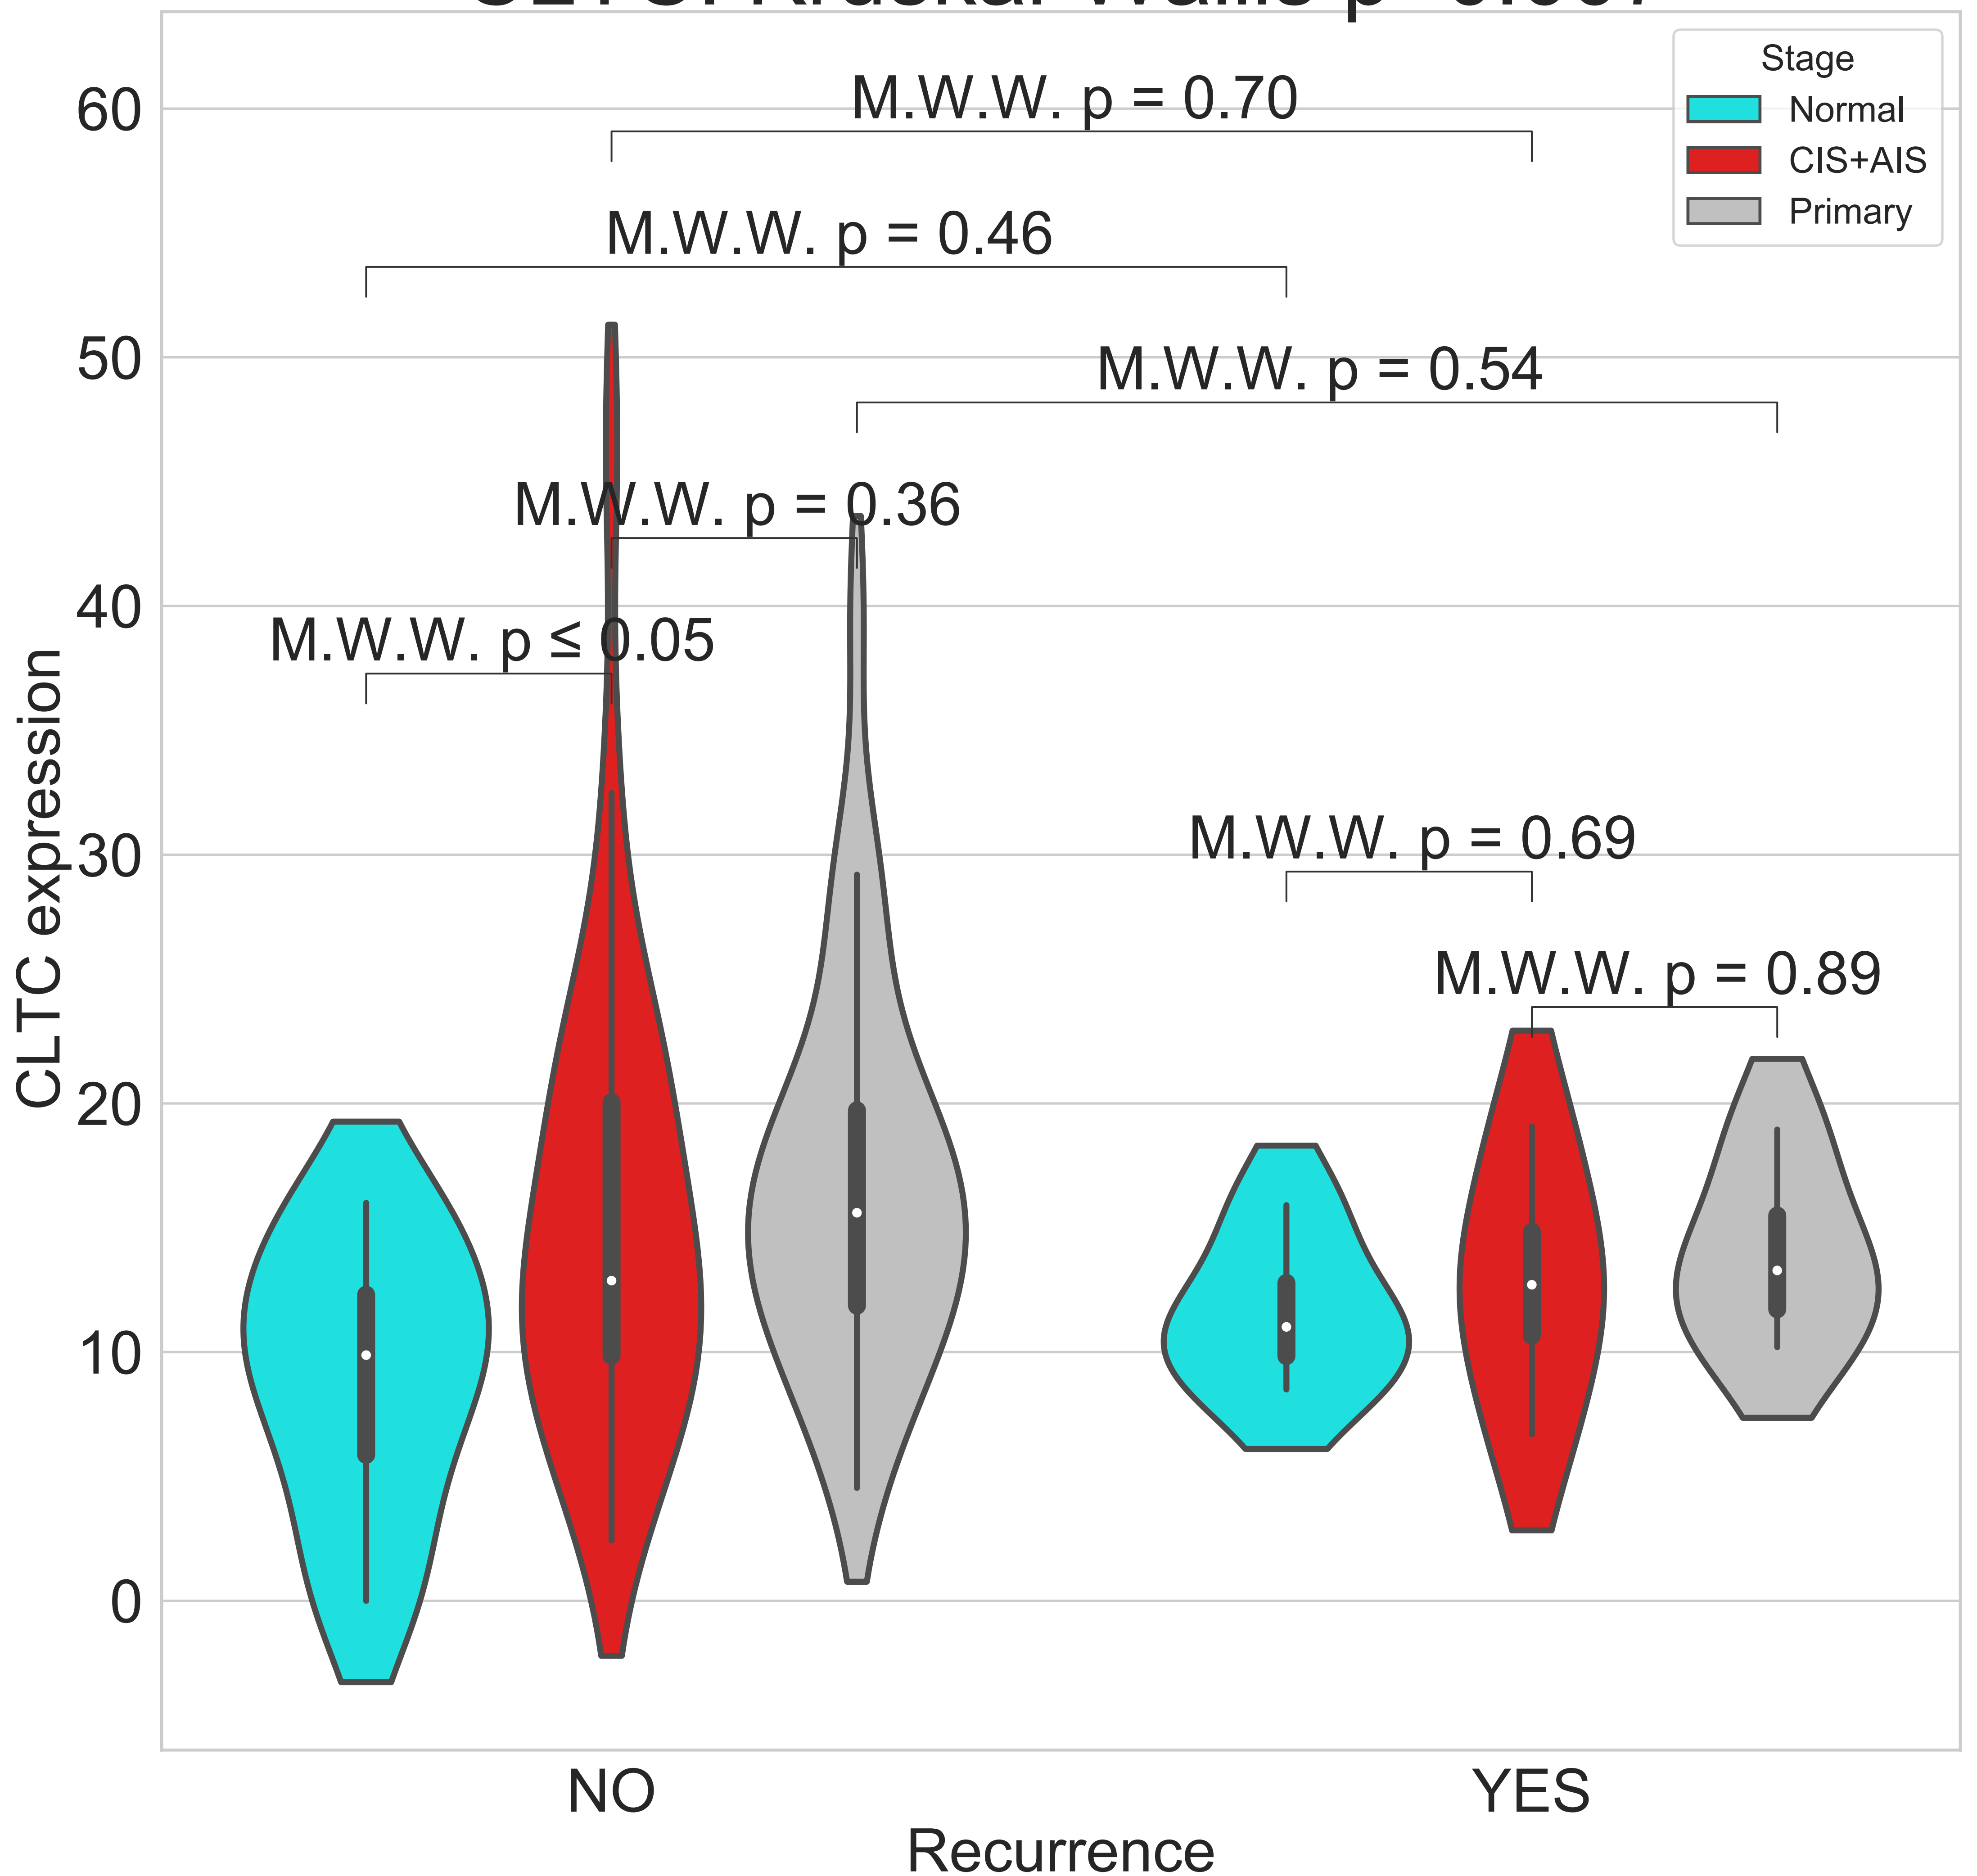 Stage
Normal
CIS+AIS
Primary
M.W.W. p = 0.70
M.W.W. p = 0.46
M.W.W. p = 0.54
M.W.W. p = 0.36
M.W.W. p ≤ 0.05
M.W.W. p = 0.69
M.W.W. p = 0.89
60
50
40
30
20
10
0
CLTC expression
NO
YES
Recurrence